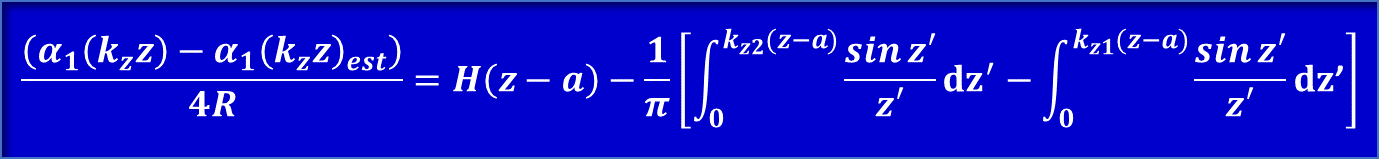 (α₁(k_z z) − α₁(k_z z)_est) / 4R = H(z − a) − 1/π [∫₀^{k_z2(z−a)} sin z′ / z′ dz′ − ∫₀^{k_z1(z−a)} sin z′ / z′ dz’]